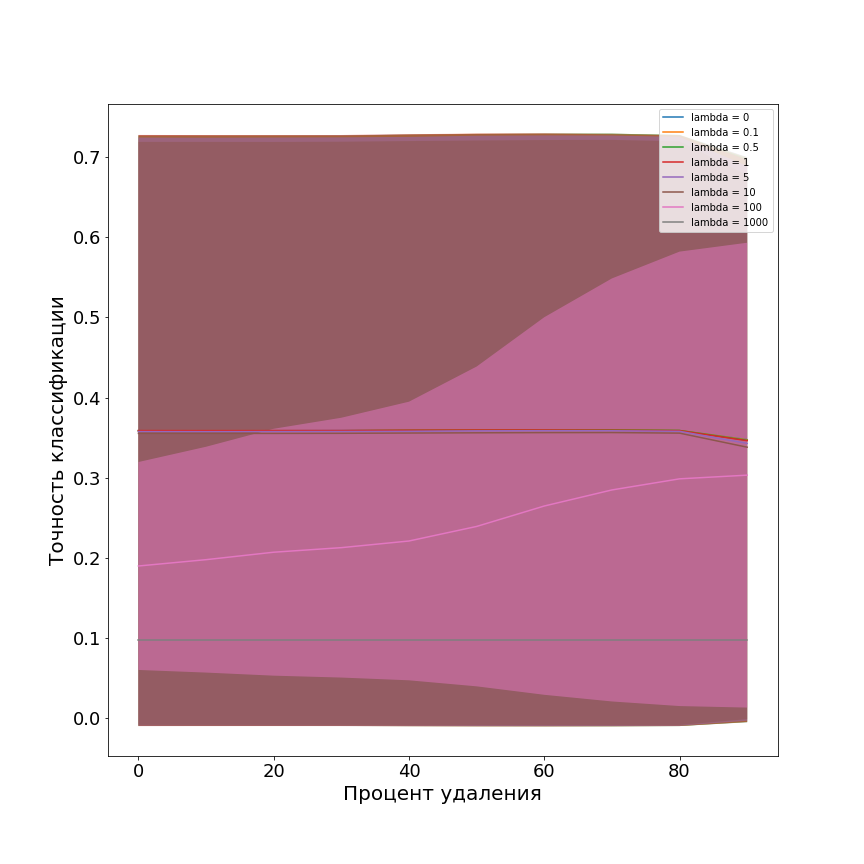 lambda = 0
lambda = 0.1
lambda = 0.5
lambda = 1
lambda = 5
lambda = 10
lambda = 100
lambda = 1000
0.7
0.6
0.5
0.4
0.3
0.2
0.1
0.0
Точность классификации
0 20 40 60 80
Процент удаления